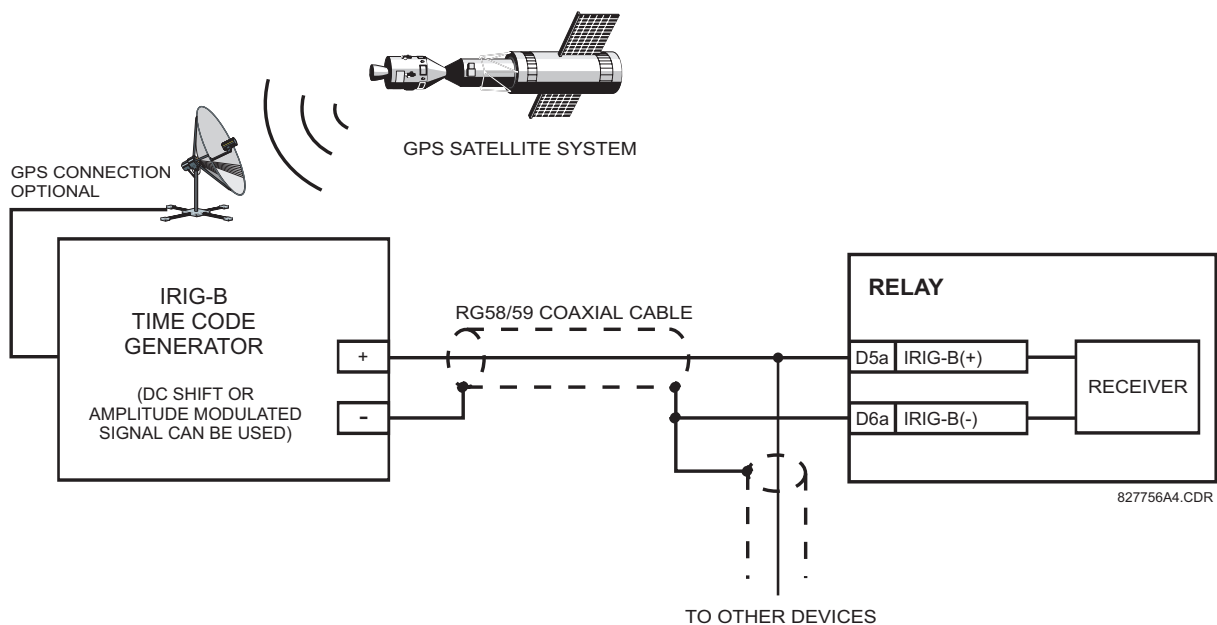 GPS SATELLITE SYSTEM
GPS CONNECTION
OPTIONAL
IRIG-B
TIME CODE
GENERATOR
(DC SHIFT OR
AMPLITUDE MODULATED
SIGNAL CAN BE USED)
+
-
RG58/59 COAXIAL CABLE
RELAY
D5a IRIG-B(+)
D6a IRIG-B(-)
RECEIVER
827756A4.CDR
TO OTHER DEVICES